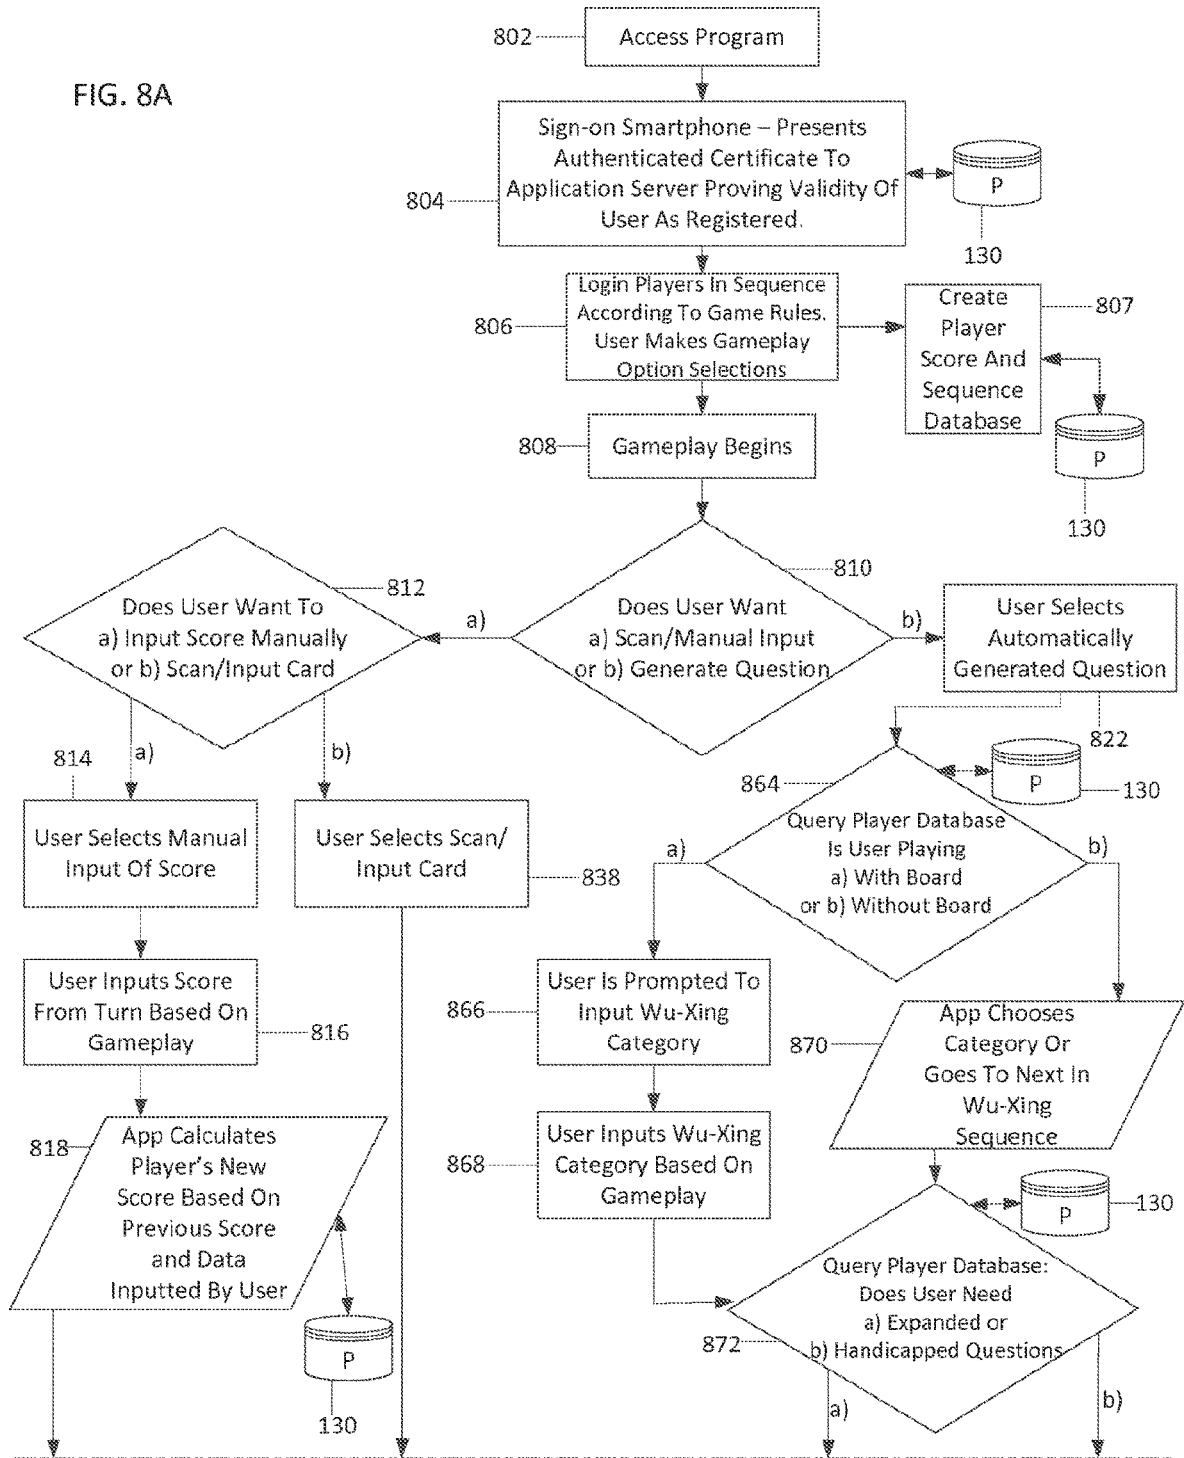 802
Access Program
FIG. 8A
Sign-on Smartphone – Presents
Authenticated Certificate To
Application Server Proving Validity Of
User As Registered.
804
P
130
Login Players In Sequence
According To Game Rules.
User Makes Gameplay
Option Selections
806
Create
Player
Score And
Sequence
Database
807
P
130
808
Gameplay Begins
812
Does User Want To
a) Input Score Manually
or b) Scan/Input Card
a)
810
Does User Want
a) Scan/Manual Input
or b) Generate Question
b)
User Selects
Automatically
Generated Question
822
a)
b)
814
User Selects Manual
Input Of Score
User Selects Scan/
Input Card
838
864
P
130
Query Player Database
Is User Playing
a) With Board
or b) Without Board
a)
b)
User Inputs Score
From Turn Based On
Gameplay
816
866
User Is Prompted To
Input Wu-Xing
Category
870
App Chooses
Category Or
Goes To Next In
Wu-Xing
Sequence
818
App Calculates
Player's New
Score Based On
Previous Score
and Data
Inputted By User
P
130
868
User Inputs Wu-Xing
Category Based On
Gameplay
P
130
Query Player Database:
Does User Need
a) Expanded or
b) Handicapped Questions
872
a)
b)